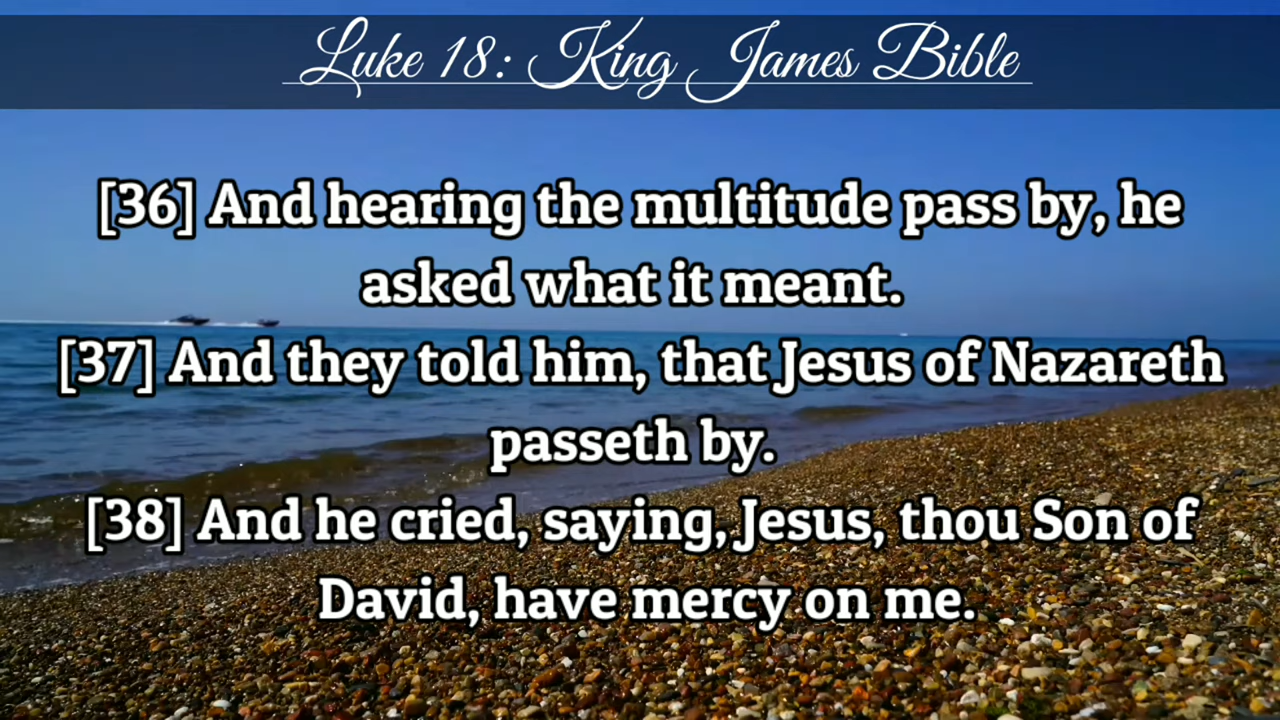 Luke 18: King James Bible
[36] And hearing the multitude pass by, he
asked what it meant.
[37] And they told him, that Jesus of Nazareth
passeth by.
[38] And he cried, saying, Jesus, thou Son of
David, have mercy on me.